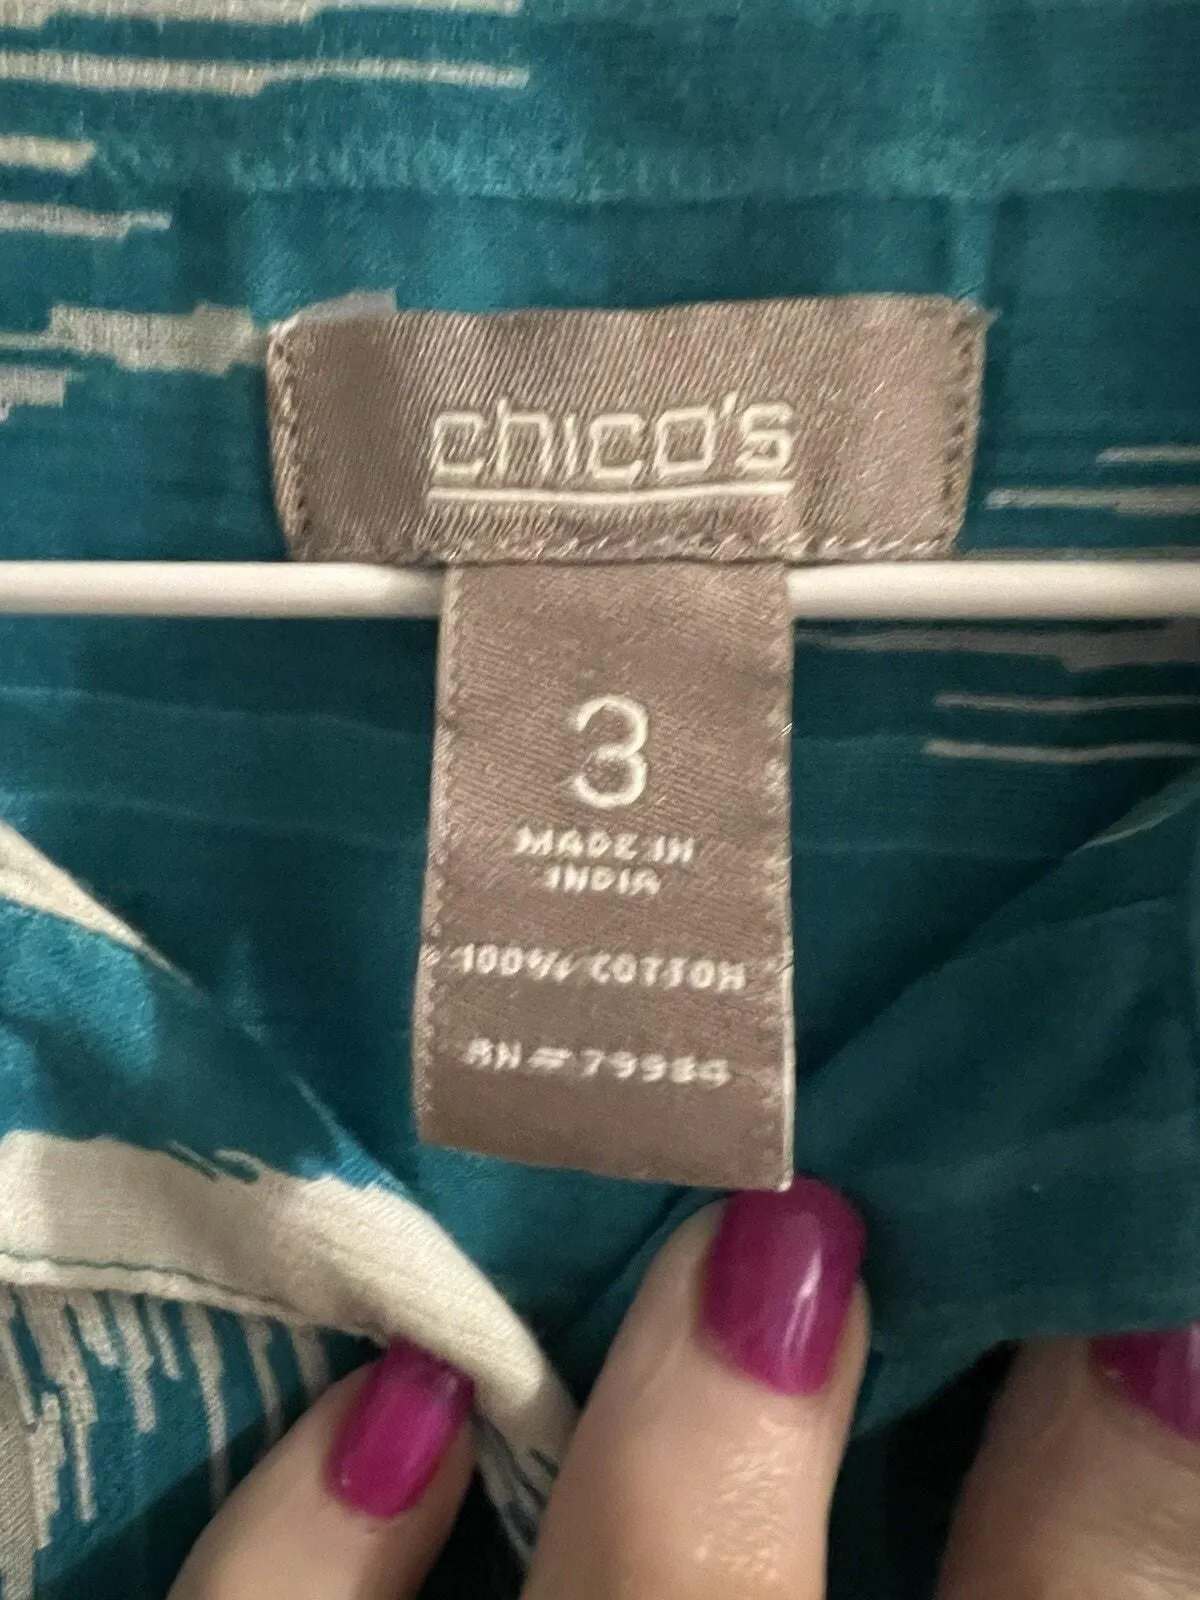 chico's
3
MADE IN
INDIA
100% COTTON
RN#79984